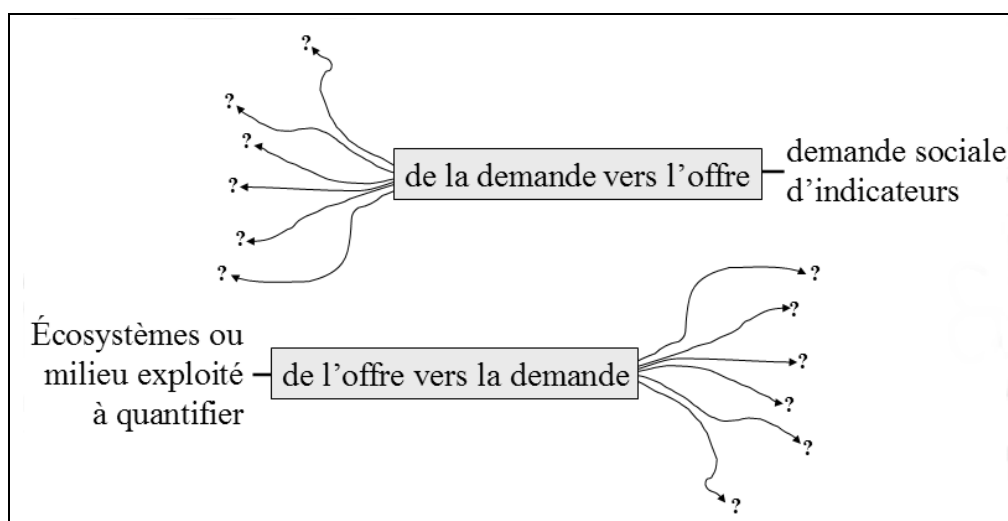 ?
?
?
?
?
?
de la demande vers l’offre
demande sociale
d’indicateurs
Écosystèmes ou
milieu exploité
à quantifier
de l’offre vers la demande
?
?
?
?
?
?